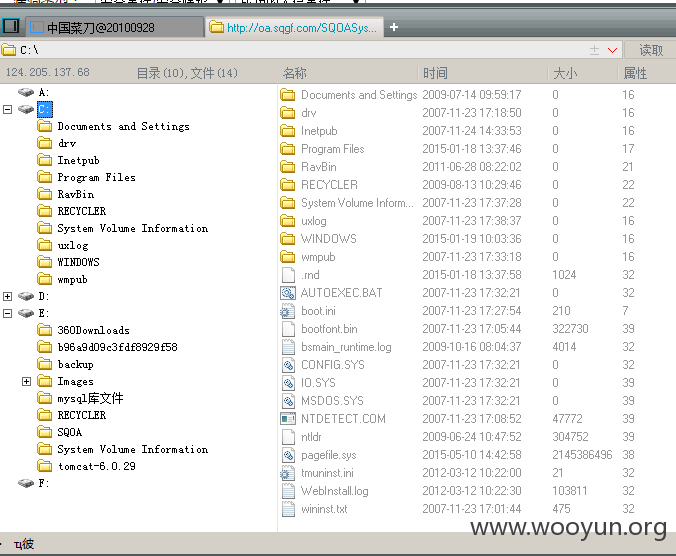 中国菜刀@20100928
http://oa.sqgf.com/SQOASys...
C:\
读取
124.205.137.68 目录(10),文件(14)
名称 时间 大小 属性
A:
C:
Documents and Settings
drv
Inetpub
Program Files
RavBin
RECYCLER
System Volume Information
uxlog
WINDOWS
wmpub
D:
E:
360Downloads
b96a9d09c3fdf8929f58
backup
Images
mysql库文件
RECYCLER
SQOA
System Volume Information
tomcat-6.0.29
F:
Documents and Settings 2009-07-14 09:59:17 0 16
drv 2007-11-23 17:18:50 0 16
Inetpub 2007-11-24 14:33:53 0 16
Program Files 2015-01-18 13:37:46 0 17
RavBin 2011-06-28 08:22:02 0 21
RECYCLER 2009-08-13 10:29:46 0 22
System Volume Inform... 2007-11-23 17:37:28 0 22
uxlog 2007-11-23 17:38:37 0 16
WINDOWS 2015-01-19 10:03:36 0 16
wmpub 2007-11-23 17:33:18 0 16
.rnd 2015-01-18 13:37:58 1024 32
AUTOEXEC.BAT 2007-11-23 17:32:21 0 32
boot.ini 2007-11-23 17:27:54 210 7
bootfont.bin 2007-11-23 17:05:44 322730 39
bsmain_runtime.log 2009-10-16 08:04:37 4014 32
CONFIG.SYS 2007-11-23 17:32:21 0 32
IO.SYS 2007-11-23 17:32:21 0 39
MSDOS.SYS 2007-11-23 17:32:21 0 39
NTDETECT.COM 2007-11-23 17:08:52 47772 39
ntldr 2009-06-24 10:47:52 304752 39
pagefile.sys 2015-05-10 14:42:58 2145386496 38
tmuninst.ini 2012-03-12 10:22:00 21 32
WebInstall.log 2012-03-12 10:22:30 103811 32
wininst.txt 2007-11-23 17:01:44 475 32
www.wooyun.org